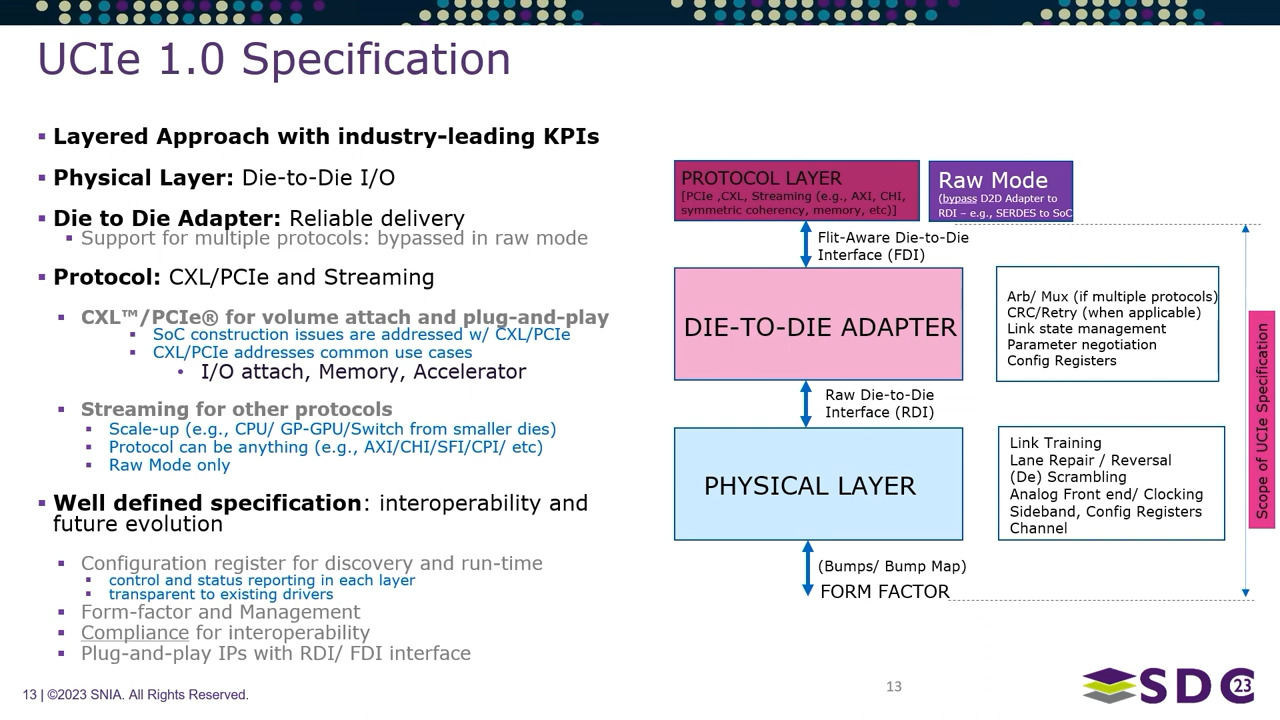 UCIe 1.0 Specification
▪ Layered Approach with industry-leading KPIs
▪ Physical Layer: Die-to-Die I/O
▪ Die to Die Adapter: Reliable delivery
▪ Support for multiple protocols: bypassed in raw mode
▪ Protocol: CXL/PCIe and Streaming
▪ CXL™/PCIe® for volume attach and plug-and-play
▪ SoC construction issues are addressed w/ CXL/PCIe
▪ CXL/PCIe addresses common use cases
• I/O attach, Memory, Accelerator
▪ Streaming for other protocols
▪ Scale-up (e.g., CPU/ GP-GPU/Switch from smaller dies)
▪ Protocol can be anything (e.g., AXI/CHI/SFI/CPI/ etc)
▪ Raw Mode only
▪ Well defined specification: interoperability and
future evolution
▪ Configuration register for discovery and run-time
▪ control and status reporting in each layer
▪ transparent to existing drivers
▪ Form-factor and Management
▪ Compliance for interoperability
▪ Plug-and-play IPs with RDI/ FDI interface
PROTOCOL LAYER
[PCIe ,CXL, Streaming (e.g., AXI, CHI,
symmetric coherency, memory, etc)]
Raw Mode
(bypass D2D Adapter to
RDI – e.g., SERDES to SoC
Flit-Aware Die-to-Die
Interface (FDI)
DIE-TO-DIE ADAPTER
Arb/ Mux (if multiple protocols)
CRC/Retry (when applicable)
Link state management
Parameter negotiation
Config Registers
Raw Die-to-Die
Interface (RDI)
PHYSICAL LAYER
Link Training
Lane Repair / Reversal
(De) Scrambling
Analog Front end/ Clocking
Sideband, Config Registers
Channel
(Bumps/ Bump Map)
FORM FACTOR
Scope of UCIe Specification
13 | ©2023 SNIA. All Rights Reserved.
13
SDC 23